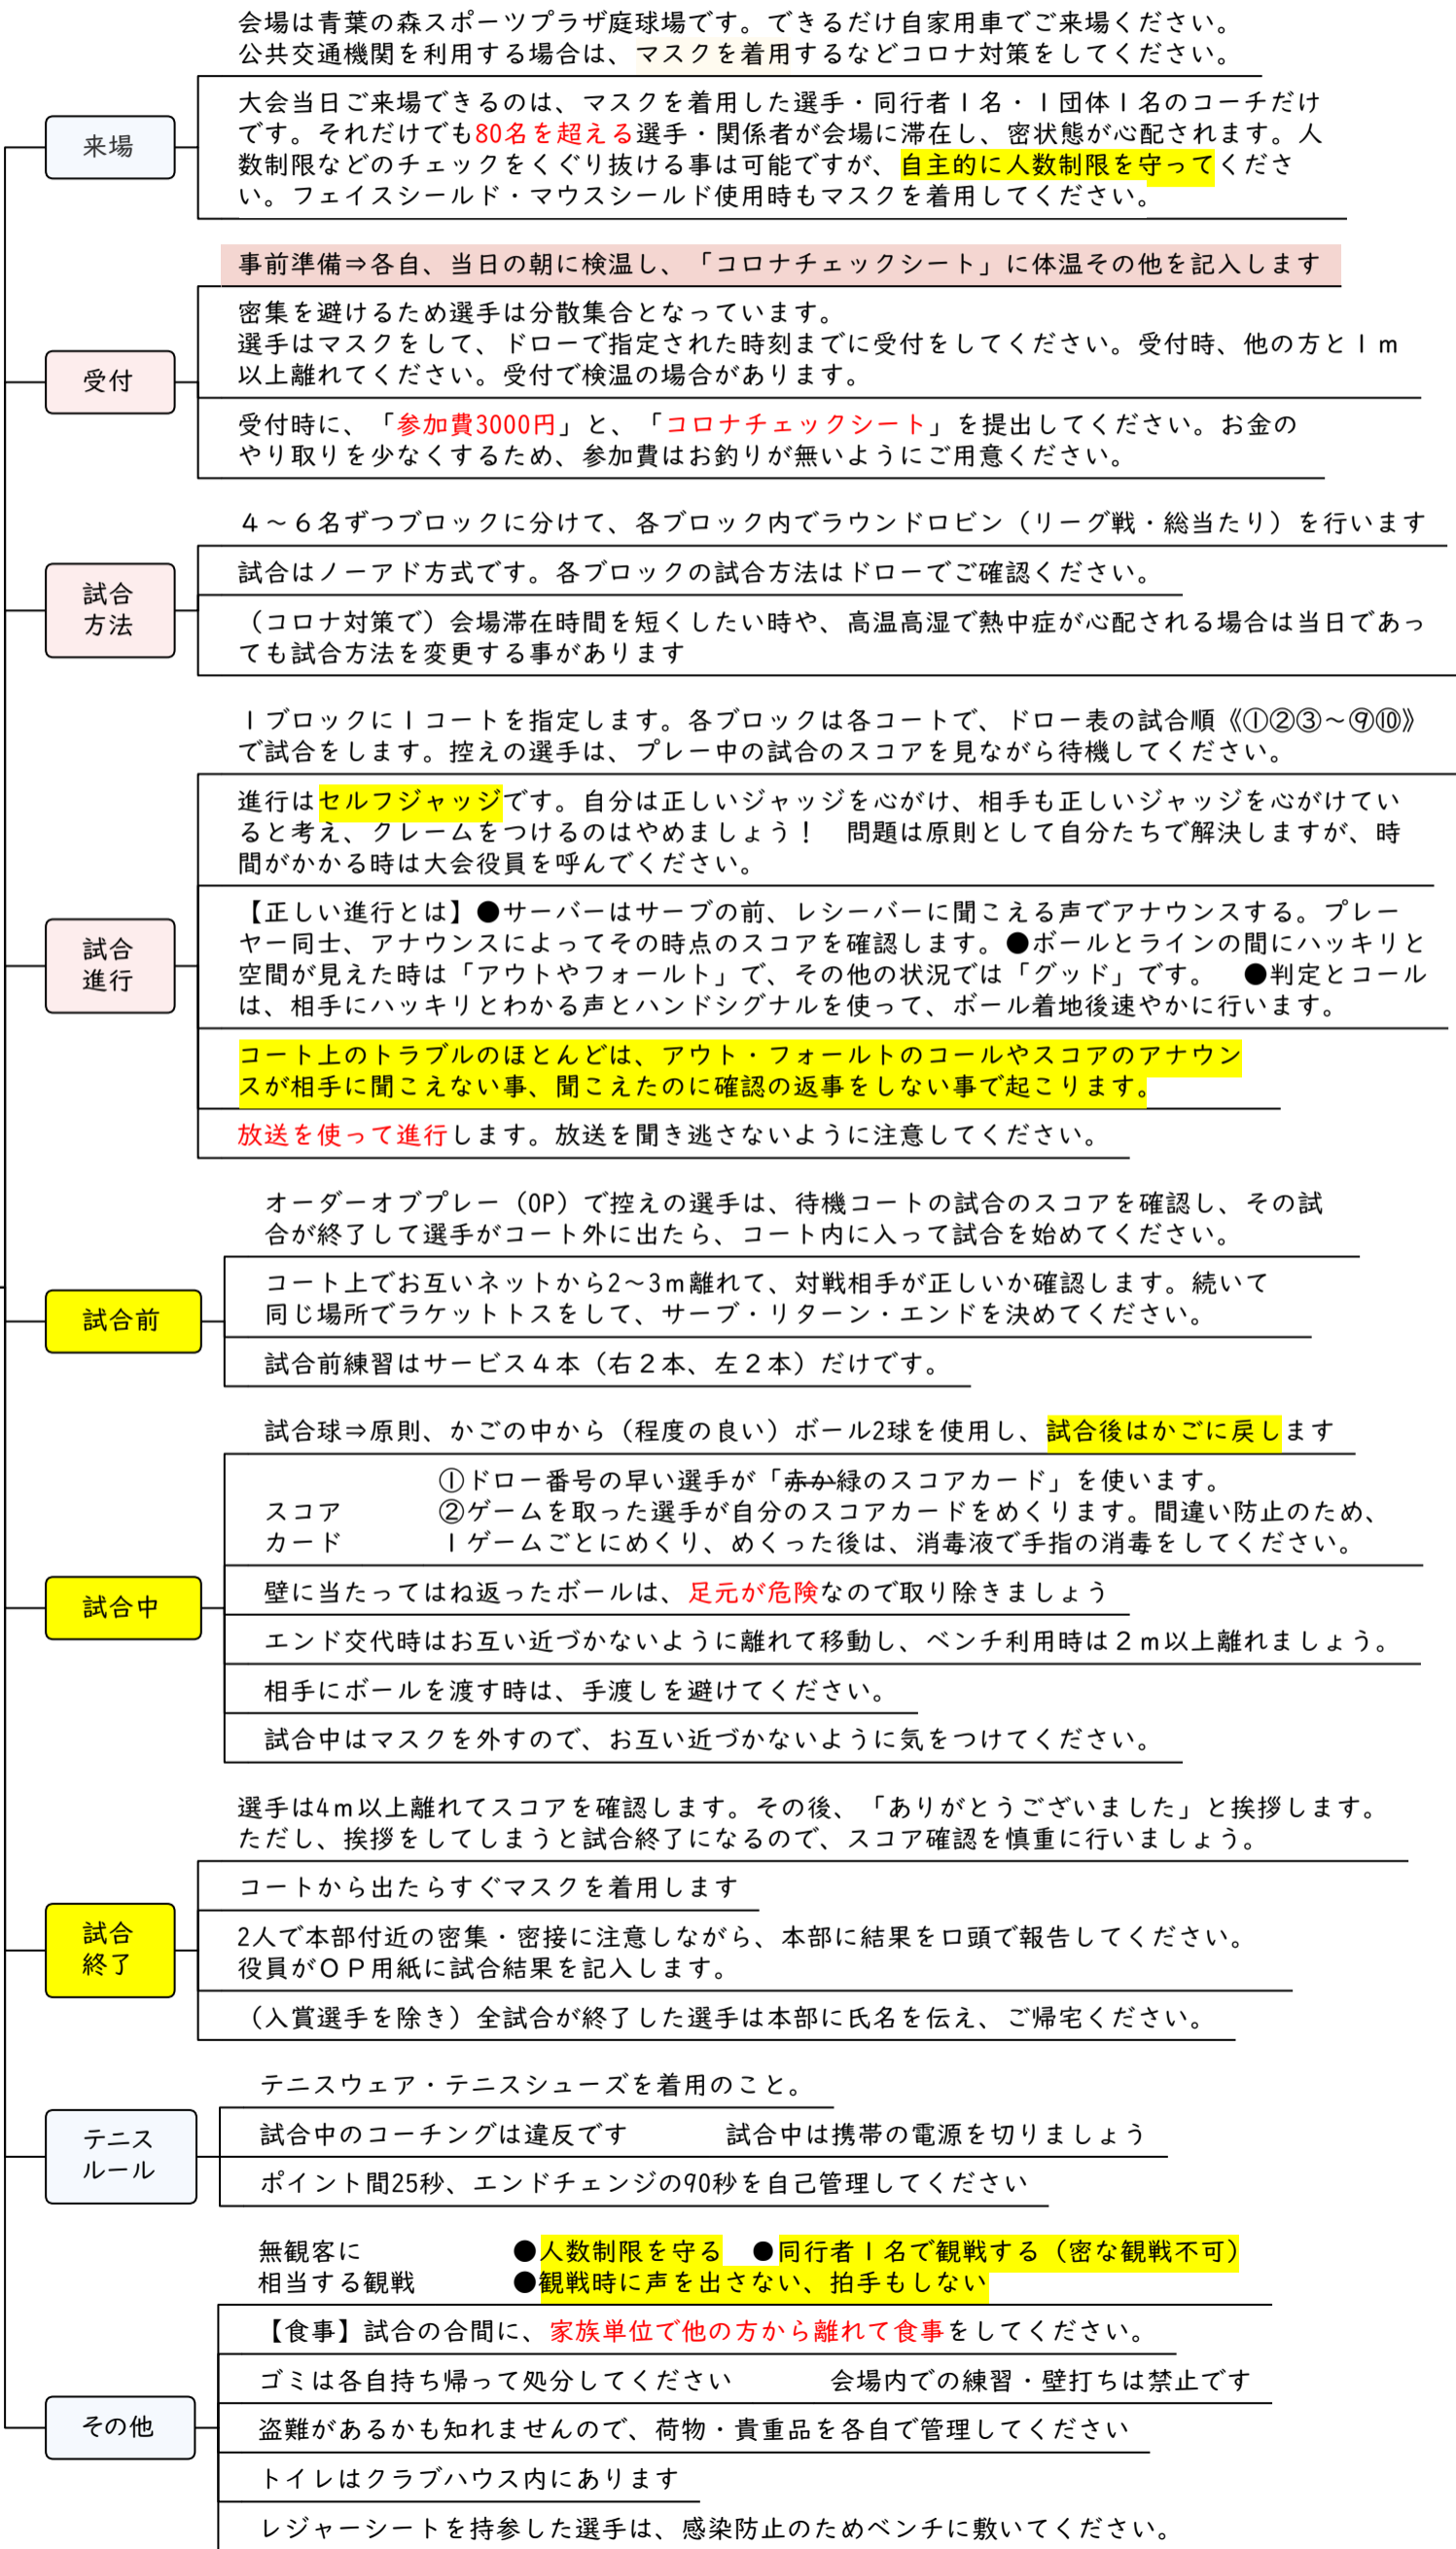 会場は青葉の森スポーツプラザ庭球場です。できるだけ自家用車でご来場ください。
公共交通機関を利用する場合は、マスクを着用するなどコロナ対策をしてください。
来場
大会当日ご来場できるのは、マスクを着用した選手・同行者1名・1団体1名のコーチだけ
です。それだけでも80名を超える選手・関係者が会場に滞在し、密状態が心配されます。人
数制限などのチェックをくぐり抜ける事は可能ですが、自主的に人数制限を守ってくださ
い。フェイスシールド・マウスシールド使用時もマスクを着用してください。
事前準備⇒各自、当日の朝に検温し、「コロナチェックシート」に体温その他を記入します
受付
密集を避けるため選手は分散集合となっています。
選手はマスクをして、ドローで指定された時刻までに受付をしてください。受付時、他の方と1m
以上離れてください。受付で検温の場合があります。
受付時に、「参加費3000円」と、「コロナチェックシート」を提出してください。お金の
やり取りを少なくするため、参加費はお釣りが無いようにご用意ください。
試合
方法
4～6名ずつブロックに分けて、各ブロック内でラウンドロビン（リーグ戦・総当たり）を行います
試合はノーアド方式です。各ブロックの試合方法はドローでご確認ください。
（コロナ対策で）会場滞在時間を短くしたい時や、高温高湿で熱中症が心配される場合は当日であっ
ても試合方法を変更する事があります
試合
進行
1ブロックに1コートを指定します。各ブロックは各コートで、ドロー表の試合順《①②③～⑨⑩》
で試合をします。控えの選手は、プレー中の試合のスコアを見ながら待機してください。
進行はセルフジャッジです。自分は正しいジャッジを心がけ、相手も正しいジャッジを心がけてい
ると考え、クレームをつけるのはやめましょう！　問題は原則として自分たちで解決しますが、時
間がかかる時は大会役員を呼んでください。
【正しい進行とは】●サーバーはサーブの前、レシーバーに聞こえる声でアナウンスする。プレー
ヤー同士、アナウンスによってその時点のスコアを確認します。●ボールとラインの間にハッキリと
空間が見えた時は「アウトやフォールト」で、その他の状況では「グッド」です。　●判定とコール
は、相手にハッキリとわかる声とハンドシグナルを使って、ボール着地後速やかに行います。
コート上のトラブルのほとんどは、アウト・フォールトのコールやスコアのアナウン
スが相手に聞こえない事、聞こえたのに確認の返事をしない事で起こります。
放送を使って進行します。放送を聞き逃さないように注意してください。
試合前
オーダーオブプレー（OP）で控えの選手は、待機コートの試合のスコアを確認し、その試
合が終了して選手がコート外に出たら、コート内に入って試合を始めてください。
コート上でお互いネットから2～3m離れて、対戦相手が正しいか確認します。続いて
同じ場所でラケットトスをして、サーブ・リターン・エンドを決めてください。
試合前練習はサービス4本（右2本、左2本）だけです。
試合中
試合球⇒原則、かごの中から（程度の良い）ボール2球を使用し、試合後はかごに戻します
スコア
カード
①ドロー番号の早い選手が「赤か緑のスコアカード」を使います。
②ゲームを取った選手が自分のスコアカードをめくります。間違い防止のため、
1ゲームごとにめくり、めくった後は、消毒液で手指の消毒をしてください。
壁に当たってはね返ったボールは、足元が危険なので取り除きましょう
エンド交代時はお互い近づかないように離れて移動し、ベンチ利用時は2m以上離れましょう。
相手にボールを渡す時は、手渡しを避けてください。
試合中はマスクを外すので、お互い近づかないように気をつけてください。
試合
終了
選手は4m以上離れてスコアを確認します。その後、「ありがとうございました」と挨拶します。
ただし、挨拶をしてしまうと試合終了になるので、スコア確認を慎重に行いましょう。
コートから出たらすぐマスクを着用します
2人で本部付近の密集・密接に注意しながら、本部に結果を口頭で報告してください。
役員がOP用紙に試合結果を記入します。
（入賞選手を除き）全試合が終了した選手は本部に氏名を伝え、ご帰宅ください。
テニス
ルール
テニスウェア・テニスシューズを着用のこと。
試合中のコーチングは違反です　試合中は携帯の電源を切りましょう
ポイント間25秒、エンドチェンジの90秒を自己管理してください
その他
無観客に
相当する観戦
●人数制限を守る　●同行者1名で観戦する（密な観戦不可）
●観戦時に声を出さない、拍手もしない
【食事】試合の合間に、家族単位で他の方から離れて食事をしてください。
ゴミは各自持ち帰って処分してください　会場内での練習・壁打ちは禁止です
盗難があるかも知れませんので、荷物・貴重品を各自で管理してください
トイレはクラブハウス内にあります
レジャーシートを持参した選手は、感染防止のためベンチに敷いてください。